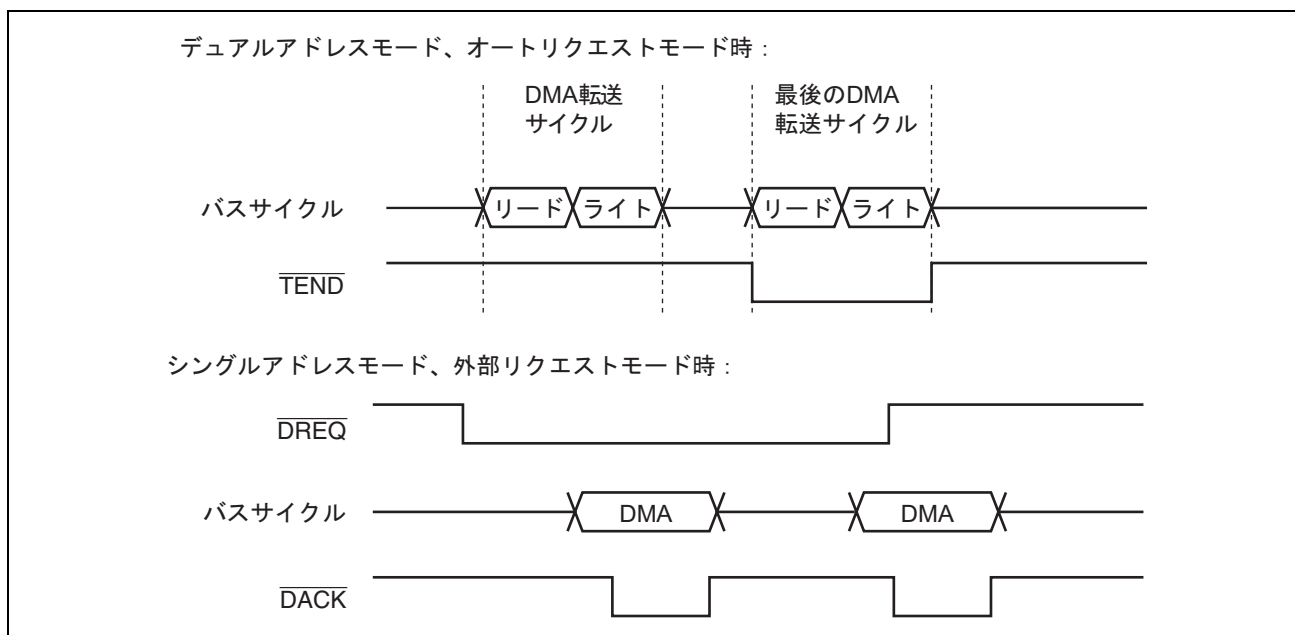 デュアルアドレスモード、オートリクエストモード時：
DMA転送
サイクル
最後のDMA
転送サイクル
バスサイクル
リード
ライト
リード
ライト
TEND
シングルアドレスモード、外部リクエストモード時：
DREQ
バスサイクル
DMA
DMA
DACK